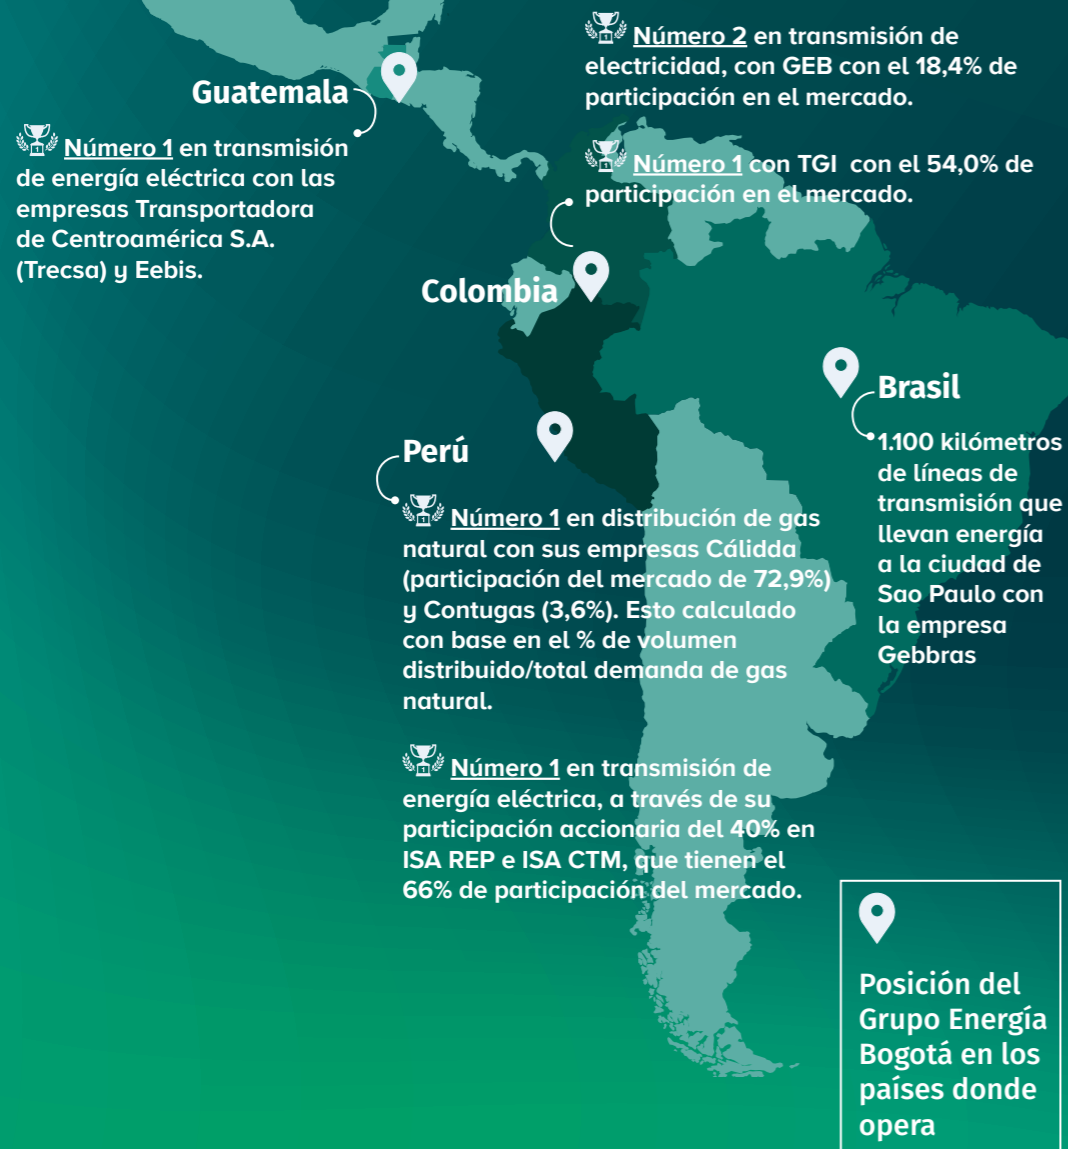 Guatemala
Número 1 en transmisión
de energía eléctrica con las
empresas Transportadora
de Centroamérica S.A.
(Trecsa) y Eebis.
Número 2 en transmisión de
electricidad, con GEB con el 18,4% de
participación en el mercado.
Número 1 con TGI con el 54,0% de
participación en el mercado.
Colombia
Brasil
1.100 kilómetros
de líneas de
transmisión que
llevan energía
a la ciudad de
Sao Paulo con
la empresa
Gebbras
Perú
Número 1 en distribución de gas
natural con sus empresas Cálidda
(participación del mercado de 72,9%)
y Contugas (3,6%). Esto calculado
con base en el % de volumen
distribuido/total demanda de gas
natural.
Número 1 en transmisión de
energía eléctrica, a través de su
participación accionaria del 40% en
ISA REP e ISA CTM, que tienen el
66% de participación del mercado.
Posición del
Grupo Energía
Bogotá en los
países donde
opera